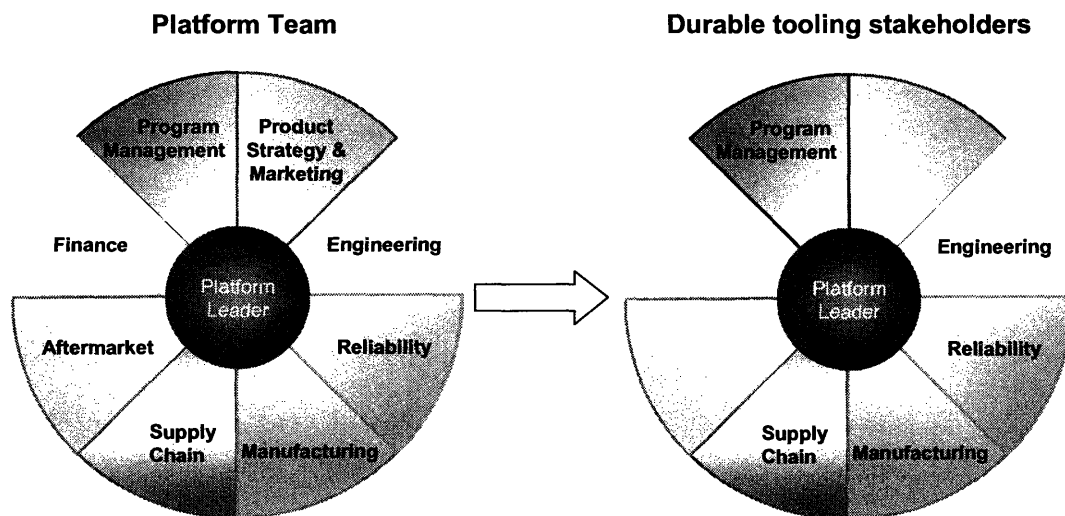 Platform Team
Program
Management
Product
Strategy &
Marketing
Finance
Engineering
Platform
Leader
Aftermarket
Reliability
Supply
Chain
Manufacturing
Durable tooling stakeholders
Program
Management
Engineering
Platform
Leader
Reliability
Supply
Chain
Manufacturing